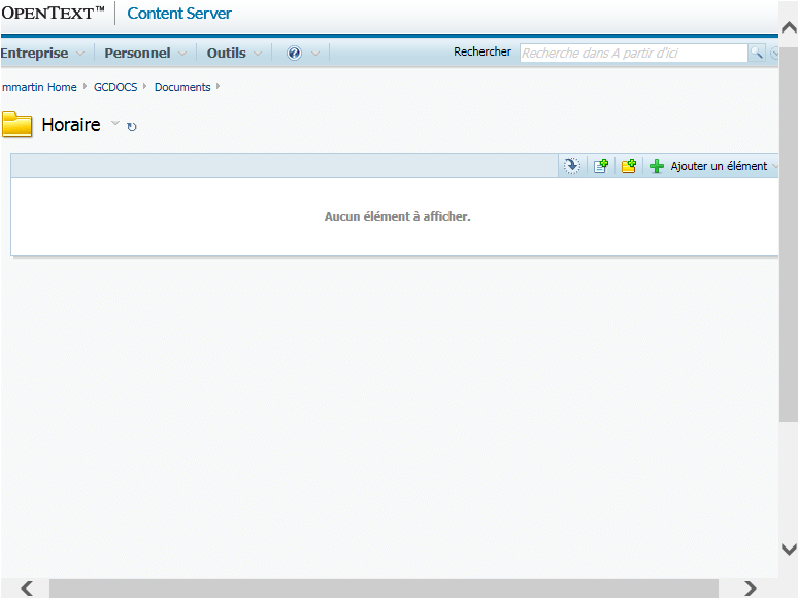 OPENTEXT™ Content Server
Entreprise Personnel Outils ? Rechercher Recherche dans A partir d'ici
mmartin Home GCDOCS Documents
Horaire
Ajouter un élément
Aucun élément à afficher.